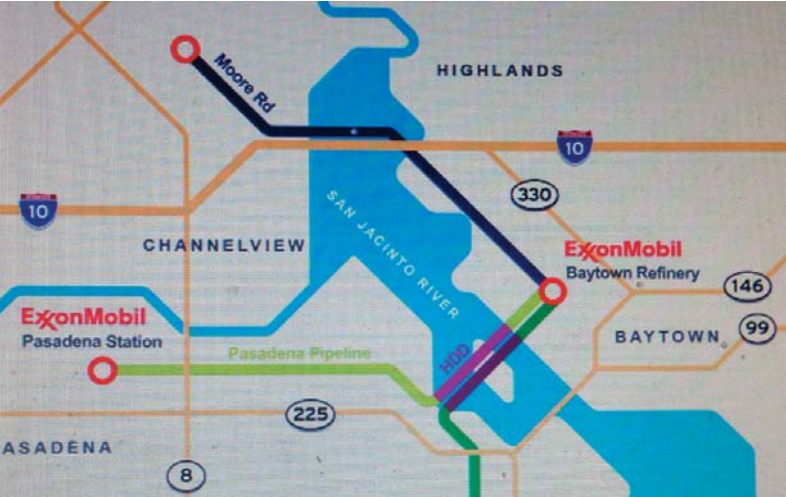 HIGHLANDS
Moore Rd
10
330
10
SAN JACINTO RIVER
CHANNELVIEW
ExxonMobil
Baytown Refinery
146
ExxonMobil
Pasadena Station
99
BAYTOWN
Pasadena Pipeline
HDD
225
ASADENA
8